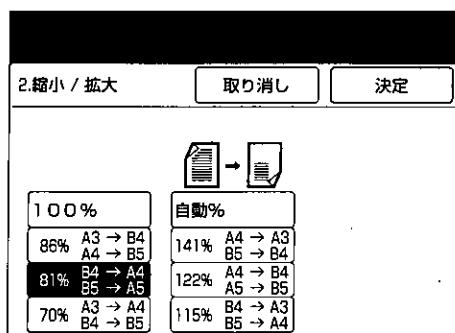 2.縮小 / 拡大 取り消し 決定
100% 自動%
86% A3 → B4 141% A4 → A3
A4 → B5 B5 → B4
81% B4 → A4 122% A4 → B4
B5 → A5 A5 → B5
70% A3 → A4 115% B4 → A3
B4 → B5 B5 → A4